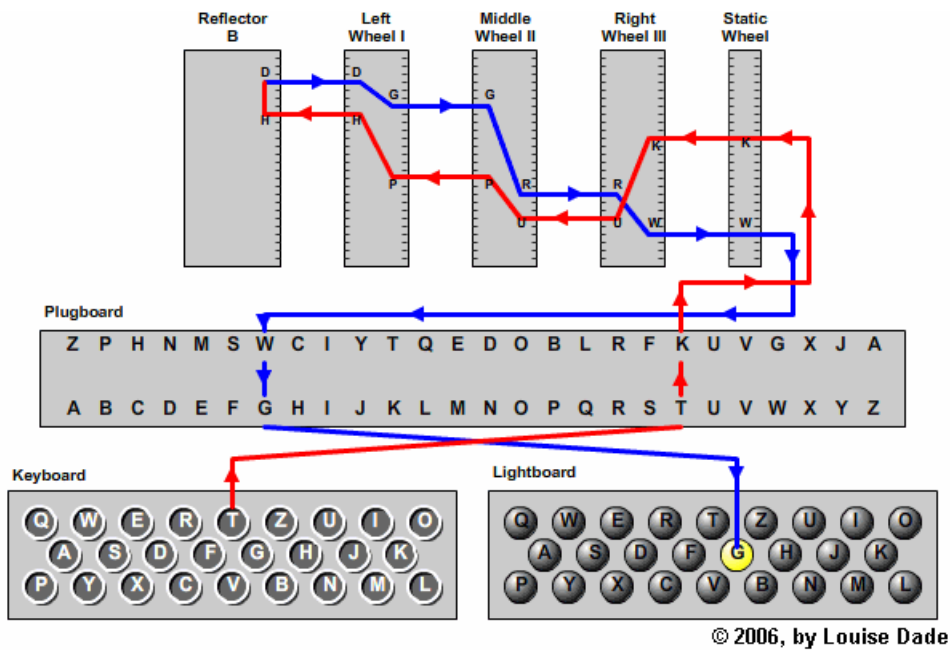 Reflector B
Left Wheel I
Middle Wheel II
Right Wheel III
Static Wheel
D D
G G
H H
K K
P P
R R
U U
W W
Plugboard
Z P H N M S W C I Y T Q E D O B L R F K U V G X J A
A B C D E F G H I J K L M N O P Q R S T U V W X Y Z
Keyboard
Q W E R T Z U I O
A S D F G H J K
P Y X C V B N M L
Lightboard
Q W E R T Z U I O
A S D F G H J K
P Y X C V B N M L
© 2006, by Louise Dade